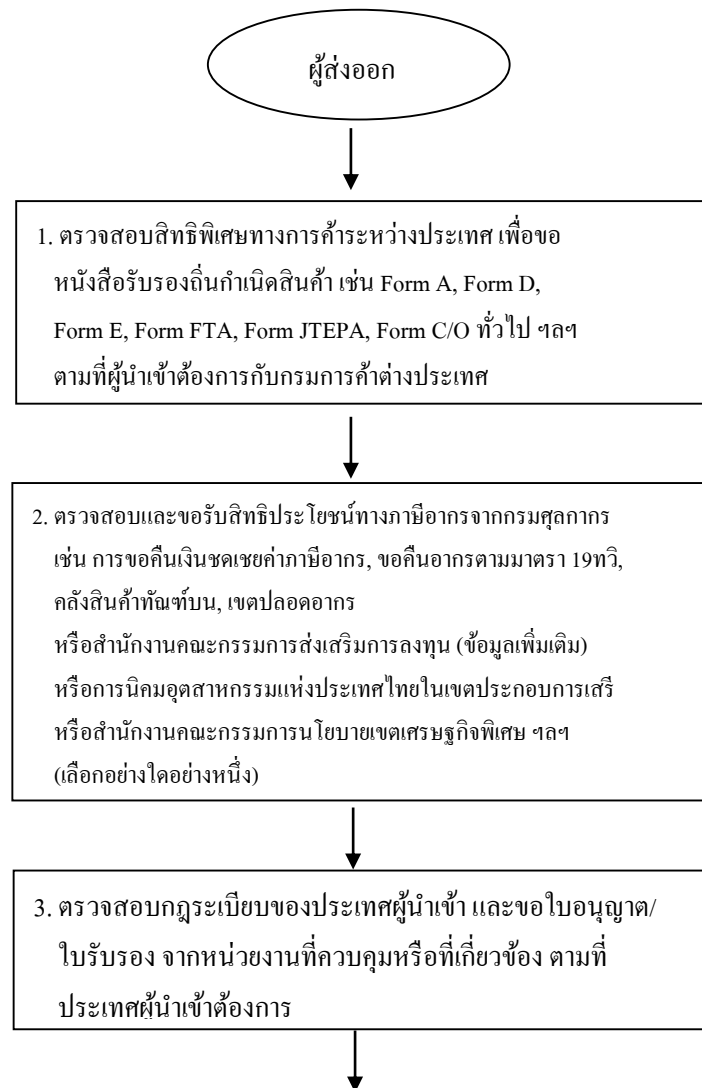 ผู้ส่งออก
1. ตรวจสอบสิทธิพิเศษทางการค้าระหว่างประเทศ เพื่อขอ
หนังสือรับรองถิ่นกำเนิดสินค้า เช่น Form A, Form D,
Form E, Form FTA, Form JTEPA, Form C/O ทั่วไป ฯลฯ
ตามที่ผู้นำเข้าต้องการกับกรมการค้าต่างประเทศ
2. ตรวจสอบและขอรับสิทธิประโยชน์ทางภาษีอากรจากกรมศุลกากร
เช่น การขอคืนเงินชดเชยค่าภาษีอากร, ขอคืนอากรตามมาตรา 19ทวิ,
คลังสินค้าทัณฑ์บน, เขตปลอดอากร
หรือสำนักงานคณะกรรมการส่งเสริมการลงทุน (ข้อมูลเพิ่มเติม)
หรือการนิคมอุตสาหกรรมแห่งประเทศไทยในเขตประกอบการเสรี
หรือสำนักงานคณะกรรมการนโยบายเขตเศรษฐกิจพิเศษ ฯลฯ
(เลือกอย่างใดอย่างหนึ่ง)
3. ตรวจสอบกฎระเบียบของประเทศผู้นำเข้า และขอใบอนุญาต/
ใบรับรอง จากหน่วยงานที่ควบคุมหรือที่เกี่ยวข้อง ตามที่
ประเทศผู้นำเข้าต้องการ